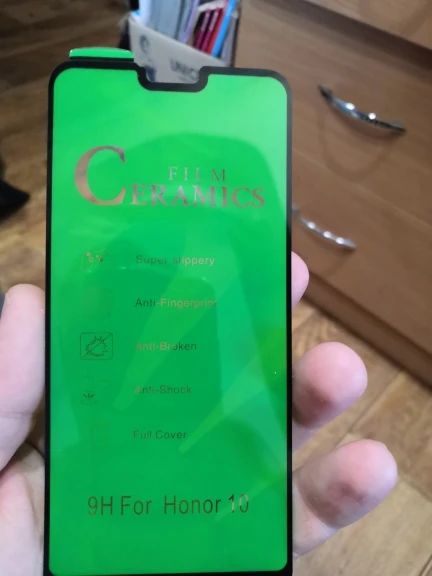 FILM
CERAMICS
Super slippery
Anti-Fingerprint
Anti-Broken
Anti-Shock
Full Cover
9H For Honor 10